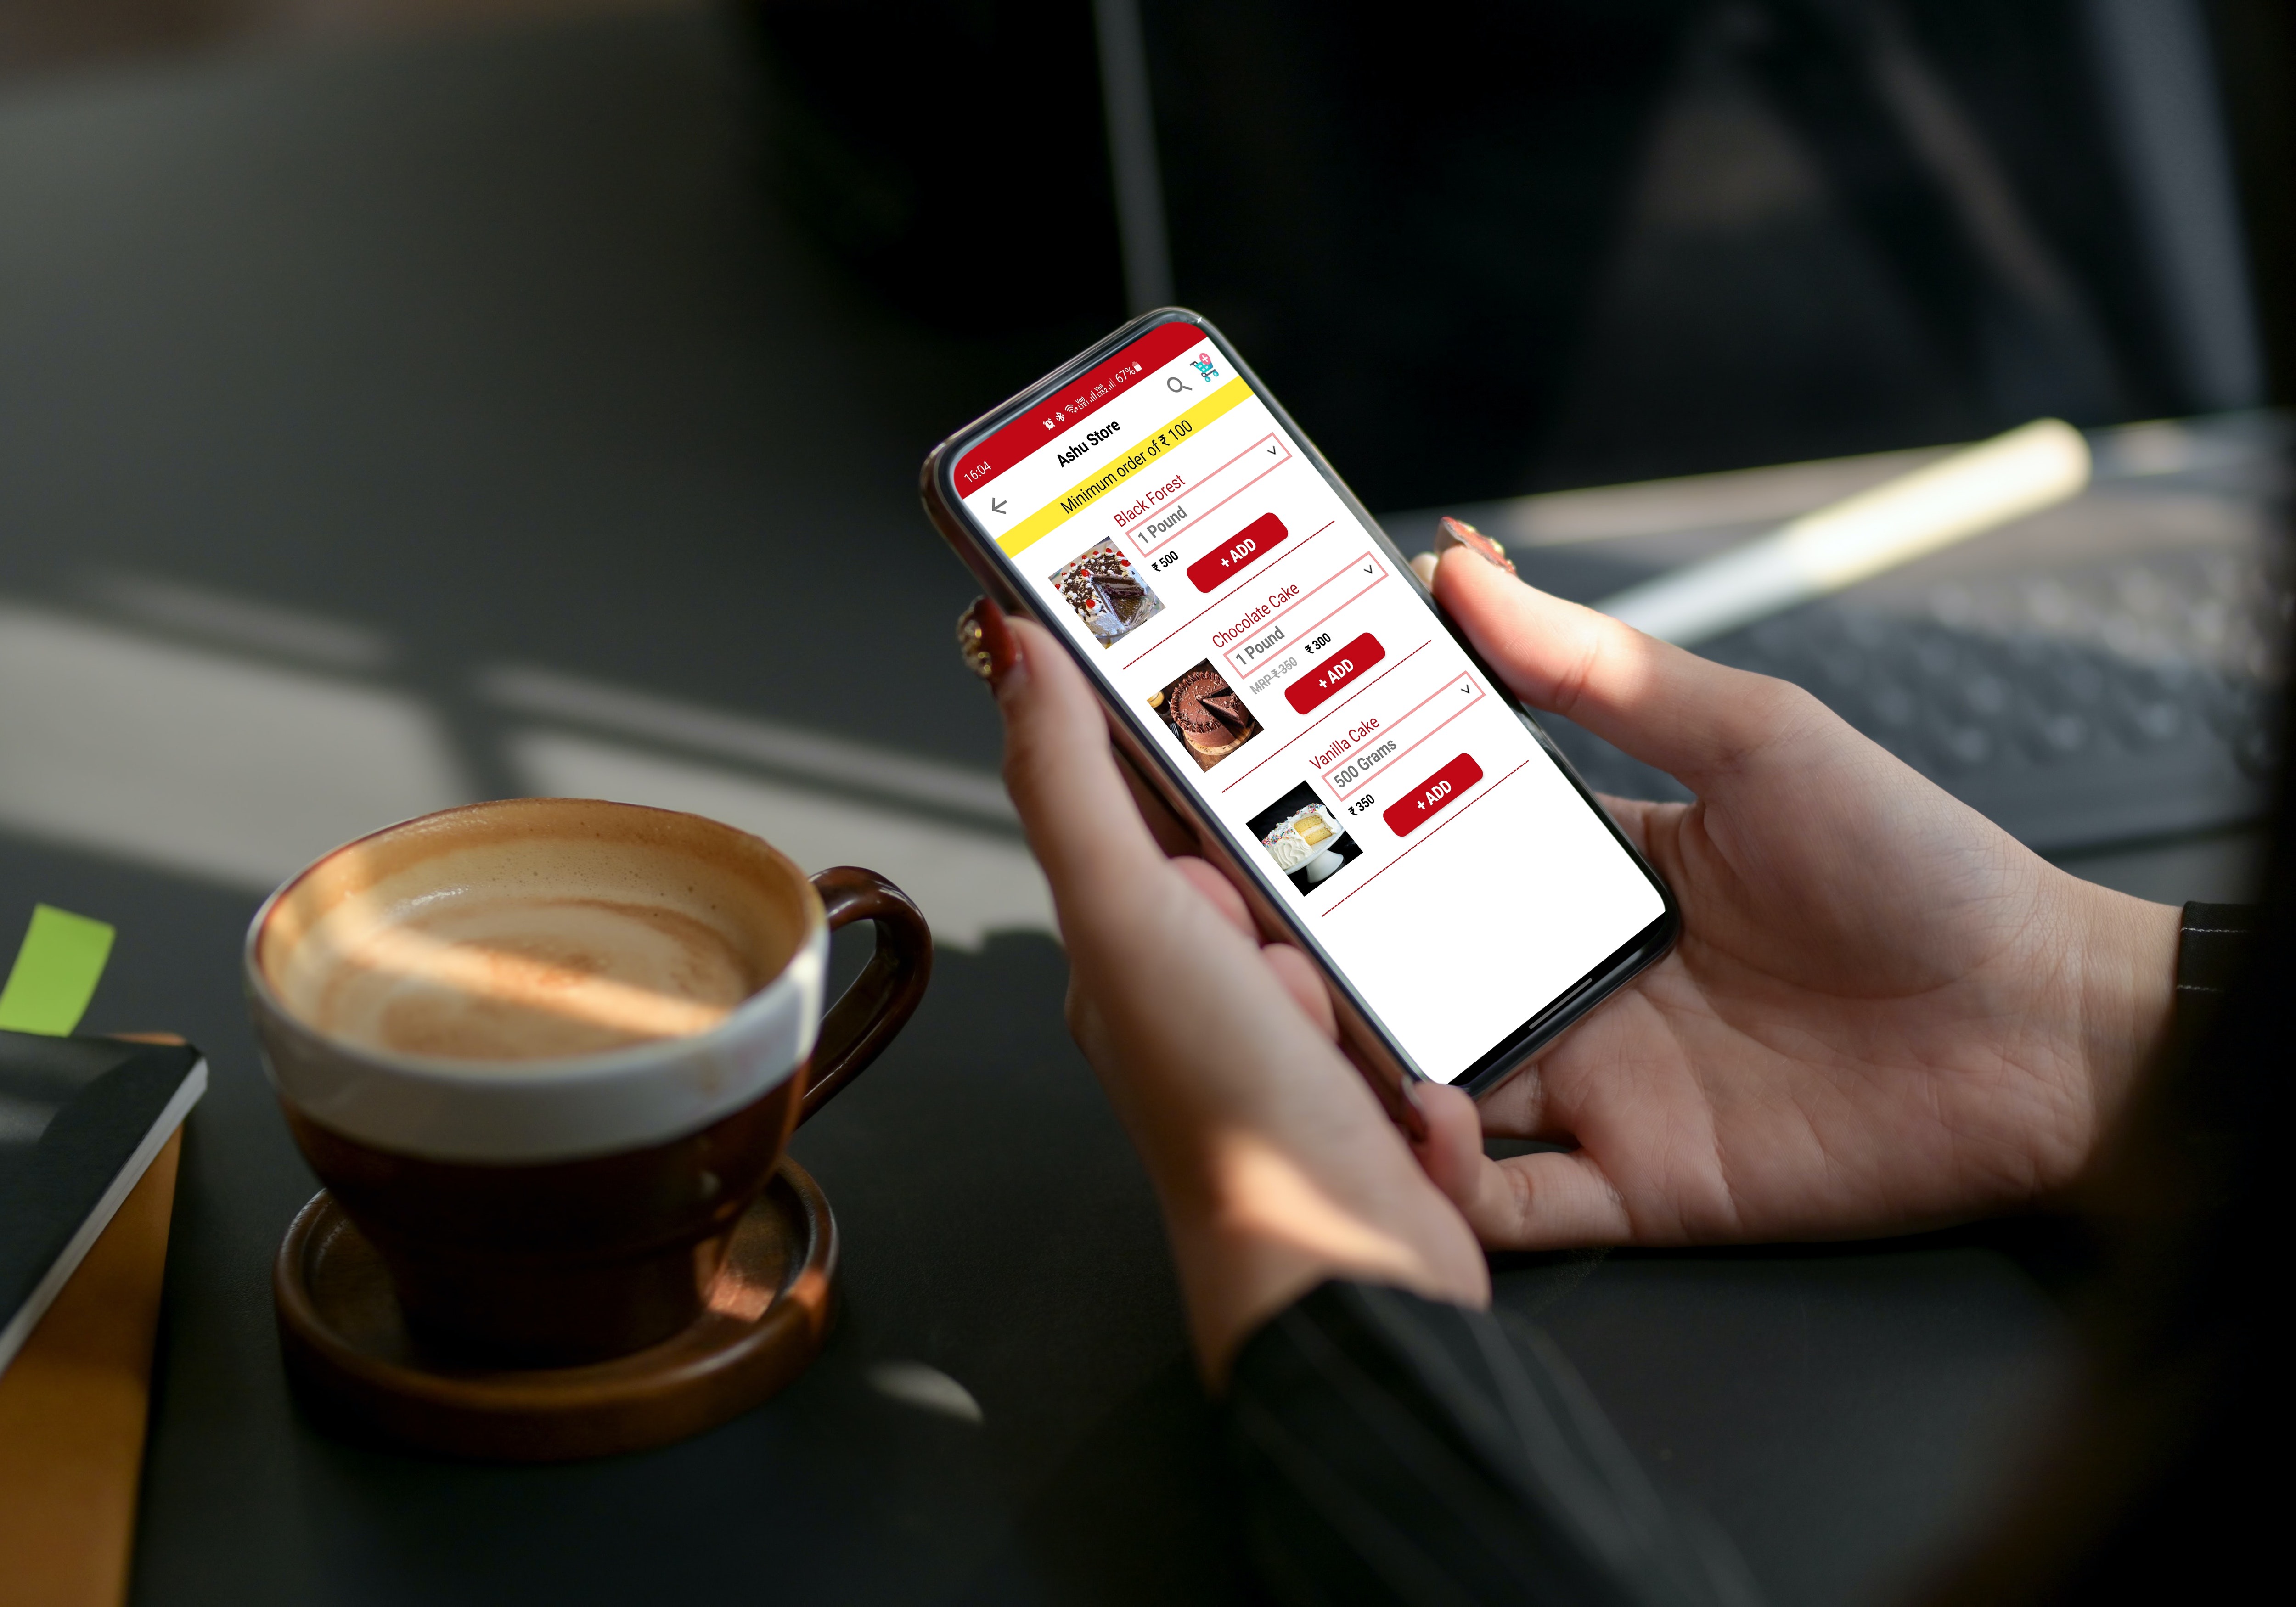 16:04
67%
Ashu Store
Minimum order of ₹ 100
Black Forest
1 Pound
₹ 500
+ ADD
Chocolate Cake
1 Pound
MRP ₹ 350 ₹ 300
+ ADD
Vanilla Cake
500 Grams
₹ 350
+ ADD